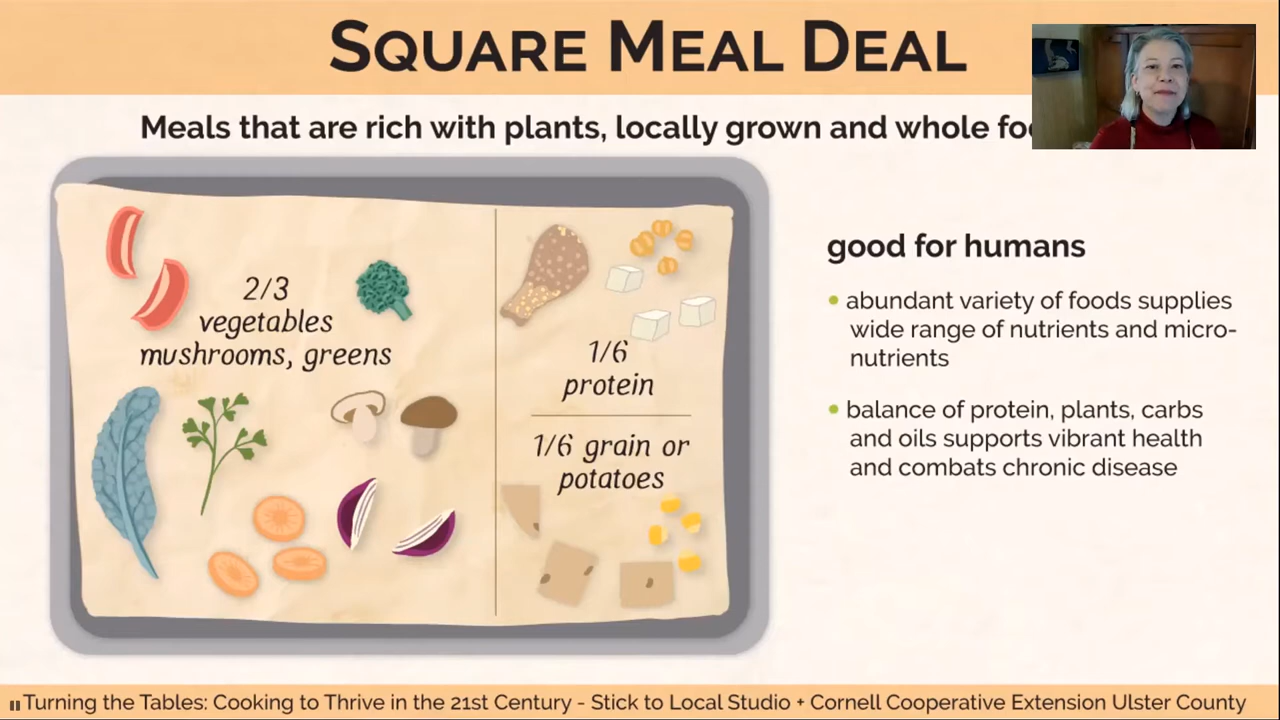 SQUARE MEAL DEAL
Meals that are rich with plants, locally grown and whole
good for humans
2/3
vegetables
mushrooms, greens
1/6
protein
1/6 grain or
potatoes
• abundant variety of foods supplies
wide range of nutrients and micro-
nutrients
• balance of protein, plants, carbs
and oils supports vibrant health
and combats chronic disease
Turning the Tables: Cooking to Thrive in the 21st Century - Stick to Local Studio + Cornell Cooperative Extension Ulster County